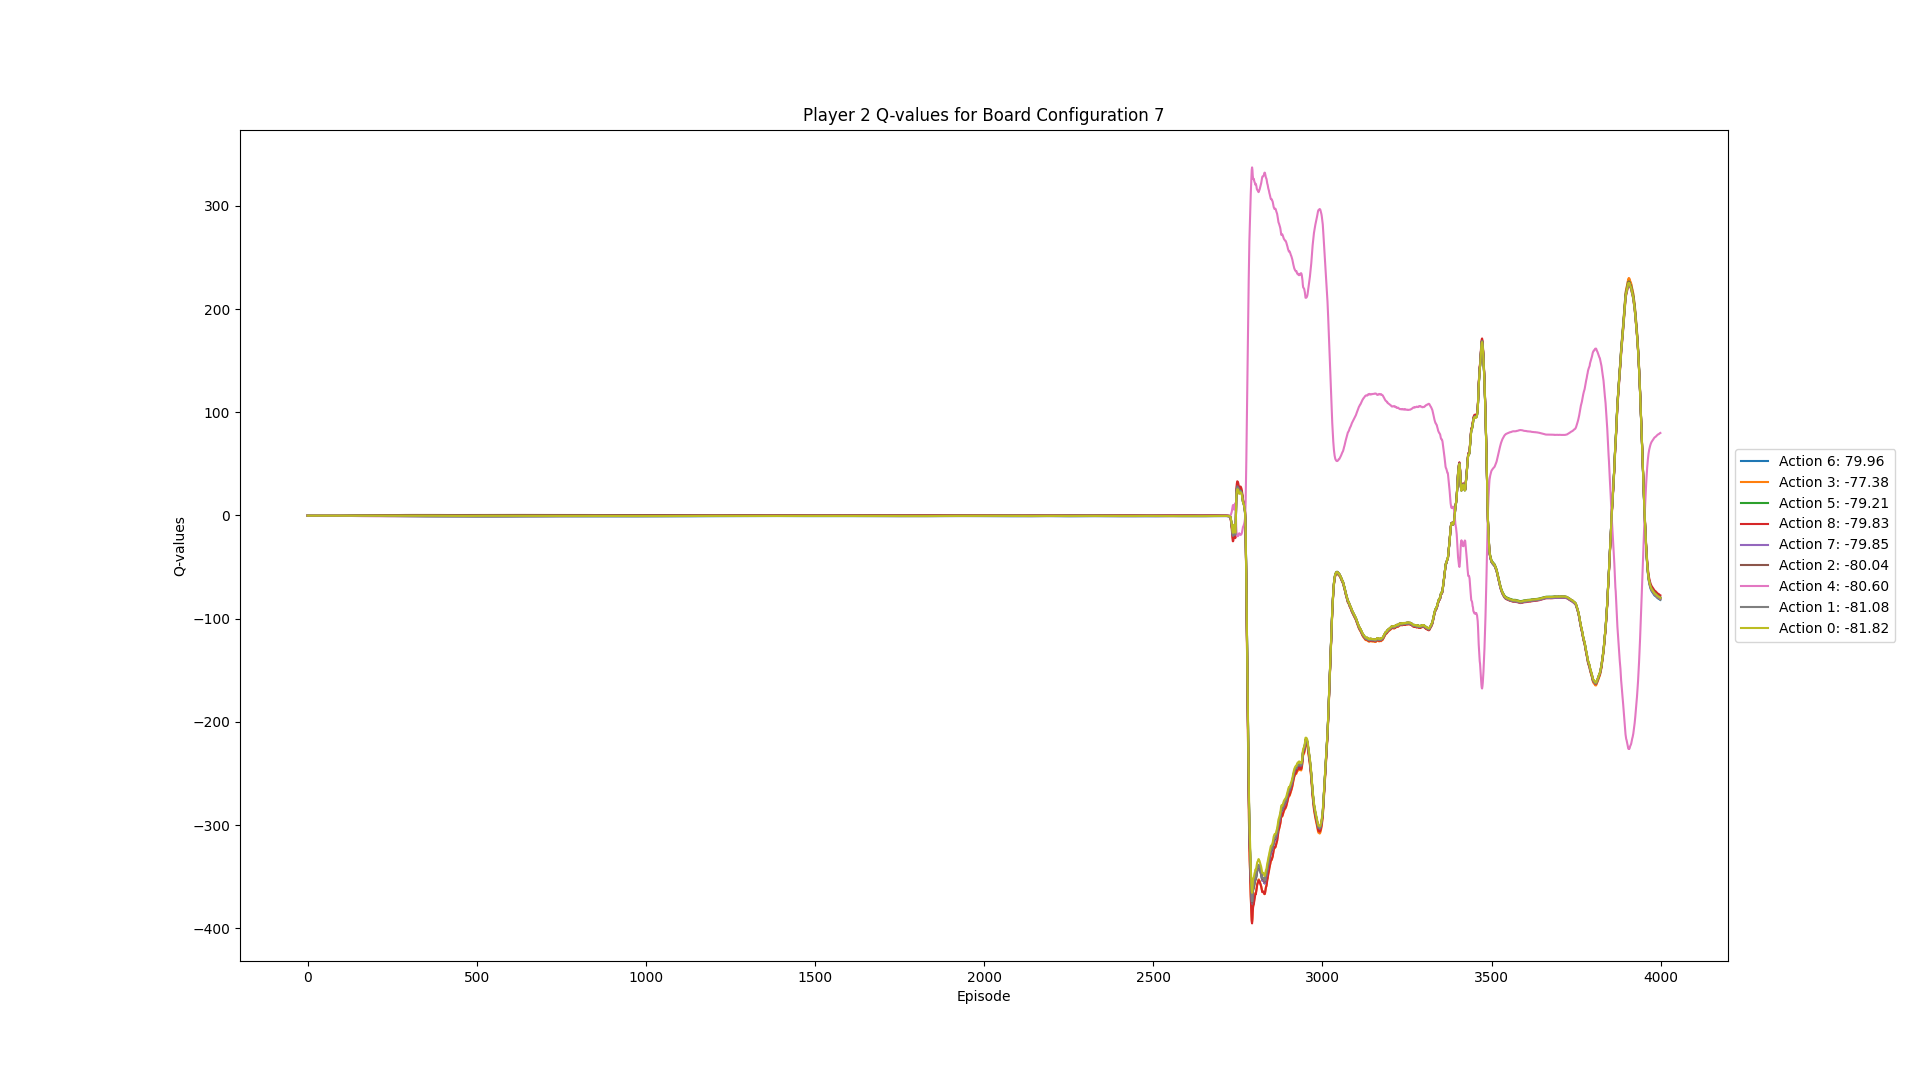 Player 2 Q-values for Board Configuration 7
Q-values
300
200
100
0
−100
−200
−300
−400
0 500 1000 1500 2000 2500 3000 3500 4000
Episode
Action 6: 79.96
Action 3: -77.38
Action 5: -79.21
Action 8: -79.83
Action 7: -79.85
Action 2: -80.04
Action 4: -80.60
Action 1: -81.08
Action 0: -81.82